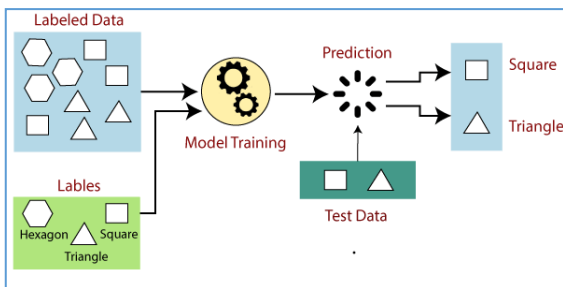 Labeled Data
Prediction
Square
Triangle
Model Training
Lables
Hexagon
Square
Triangle
Test Data